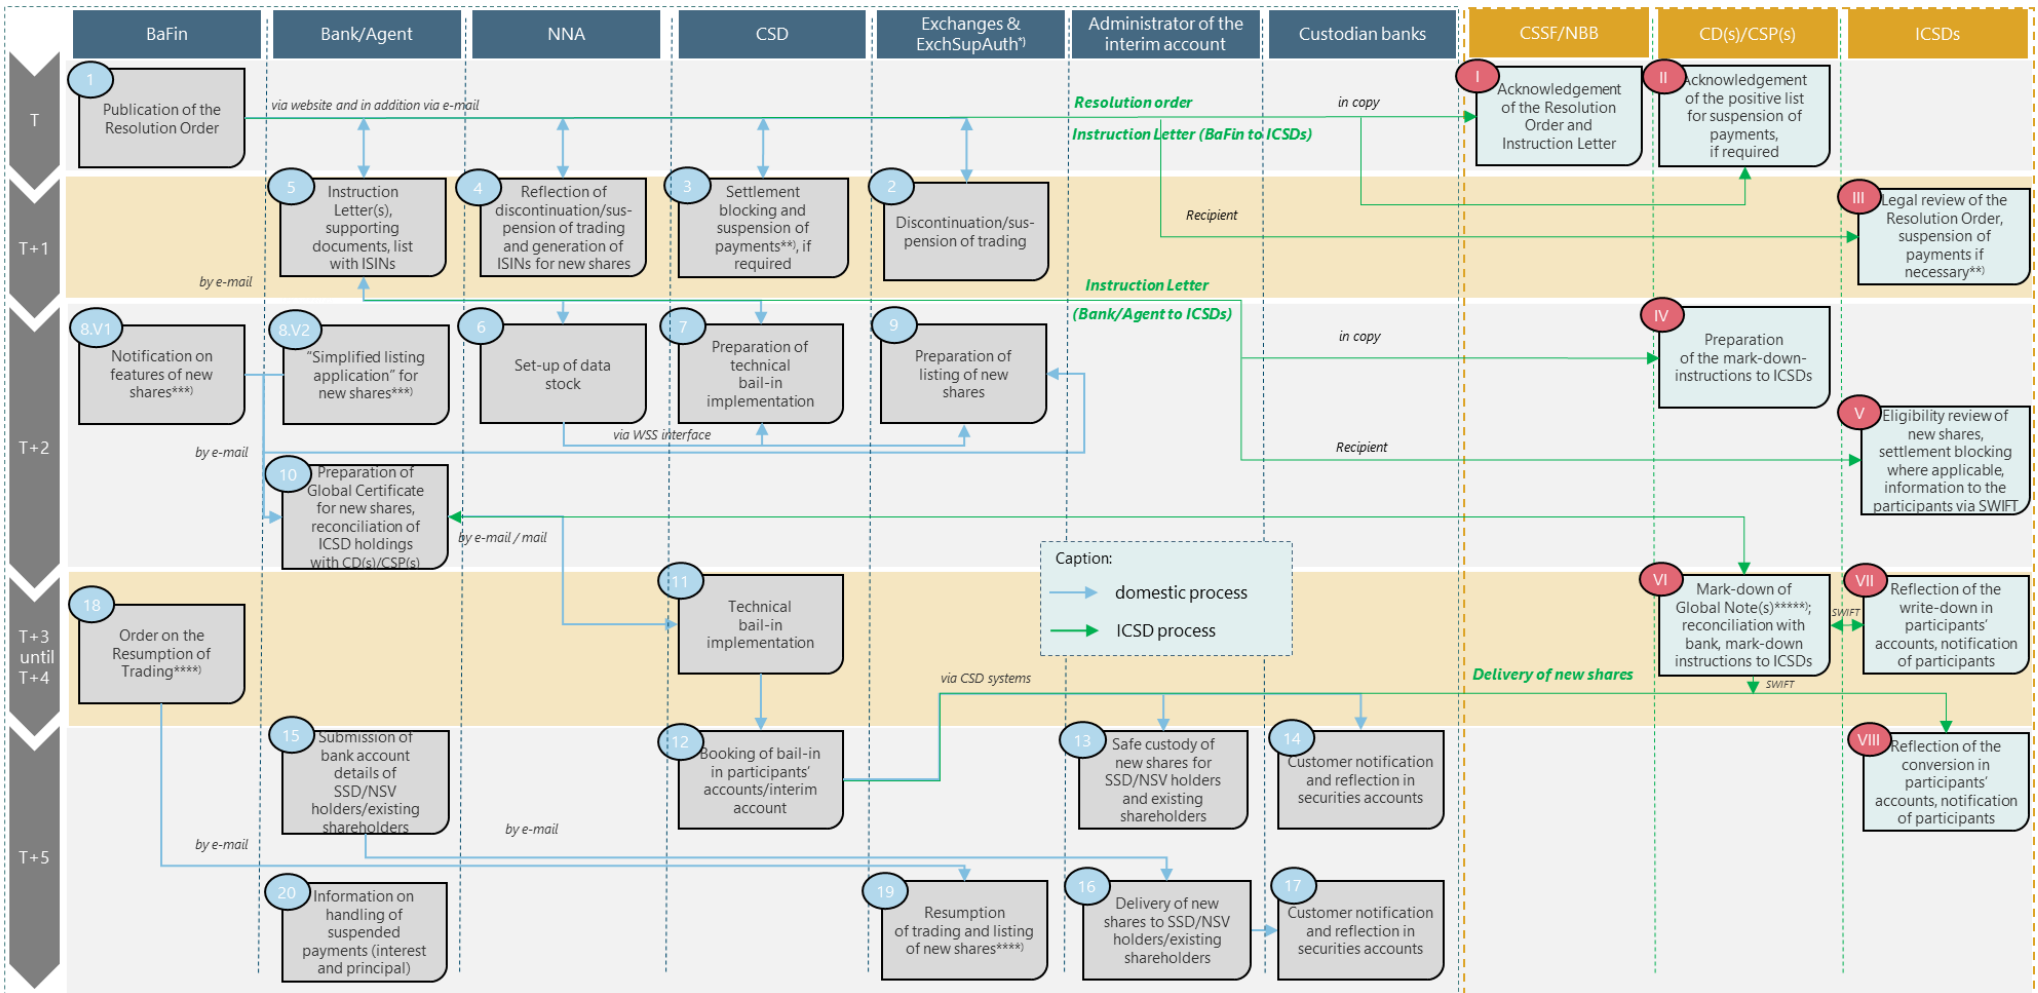 BaFin
Bank/Agent
NNA
CSD
Exchanges &
ExchSupAuth*)
Administrator of the
interim account
Custodian banks
CSSF/NBB
CD(s)/CSP(s)
ICSDs
T
1
Publication of the
Resolution Order
via website and in addition via e-mail
Resolution order
Instruction Letter (BaFin to ICSDs)
in copy
I
Acknowledgement
of the Resolution
Order and
Instruction Letter
II
Acknowledgement
of the positive list
for suspension of
payments,
if required
T+1
5
Instruction
Letter(s),
supporting
documents, list
with ISINs
4
Reflection of
discontinuation/sus-
pension of trading
and generation of
ISINs for new shares
3
Settlement
blocking and
suspension of
payments**), if
required
2
Discontinuation/sus-
pension of trading
Recipient
III
Legal review of the
Resolution Order,
suspension of
payments if
necessary**)
by e-mail
Instruction Letter
(Bank/Agent to ICSDs)
T+2
8.V1
Notification on
features of new
shares***)
8.V2
"Simplified listing
application" for
new shares***)
6
Set-up of data
stock
7
Preparation of
technical
bail-in
implementation
9
Preparation of
listing of new
shares
in copy
IV
Preparation
of the mark-down-
instructions to ICSDs
via WSS interface
by e-mail
Recipient
V
Eligibility review of
new shares,
settlement blocking
where applicable,
information to the
participants via SWIFT
10
Preparation of
Global Certificate
for new shares,
reconciliation of
ICSD holdings
with CD(s)/CSP(s)
by e-mail / mail
Caption:
domestic process
ICSD process
T+3
until
T+4
18
Order on the
Resumption of
Trading****)
11
Technical
bail-in
implementation
VI
Mark-down of
Global Note(s)*****);
reconciliation with
bank, mark-down
instructions to ICSDs
SWIFT
VII
Reflection of the
write-down in
participants'
accounts, notification
of participants
via CSD systems
Delivery of new shares
SWIFT
T+5
15
Submission of
bank account
details of
SSD/NSV
holders/existing
shareholders
12
Booking of bail-in
in participants'
accounts/interim
account
13
Safe custody of
new shares for
SSD/NSV holders
and existing
shareholders
14
Customer notification
and reflection in
securities accounts
VIII
Reflection of the
conversion in
participants'
accounts, notification
of participants
by e-mail
by e-mail
20
Information on
handling of
suspended
payments (interest
and principal)
19
Resumption
of trading and listing
of new shares****)
16
Delivery of new
shares to SSD/NSV
holders/existing
shareholders
17
Customer notification
and reflection in
securities accounts